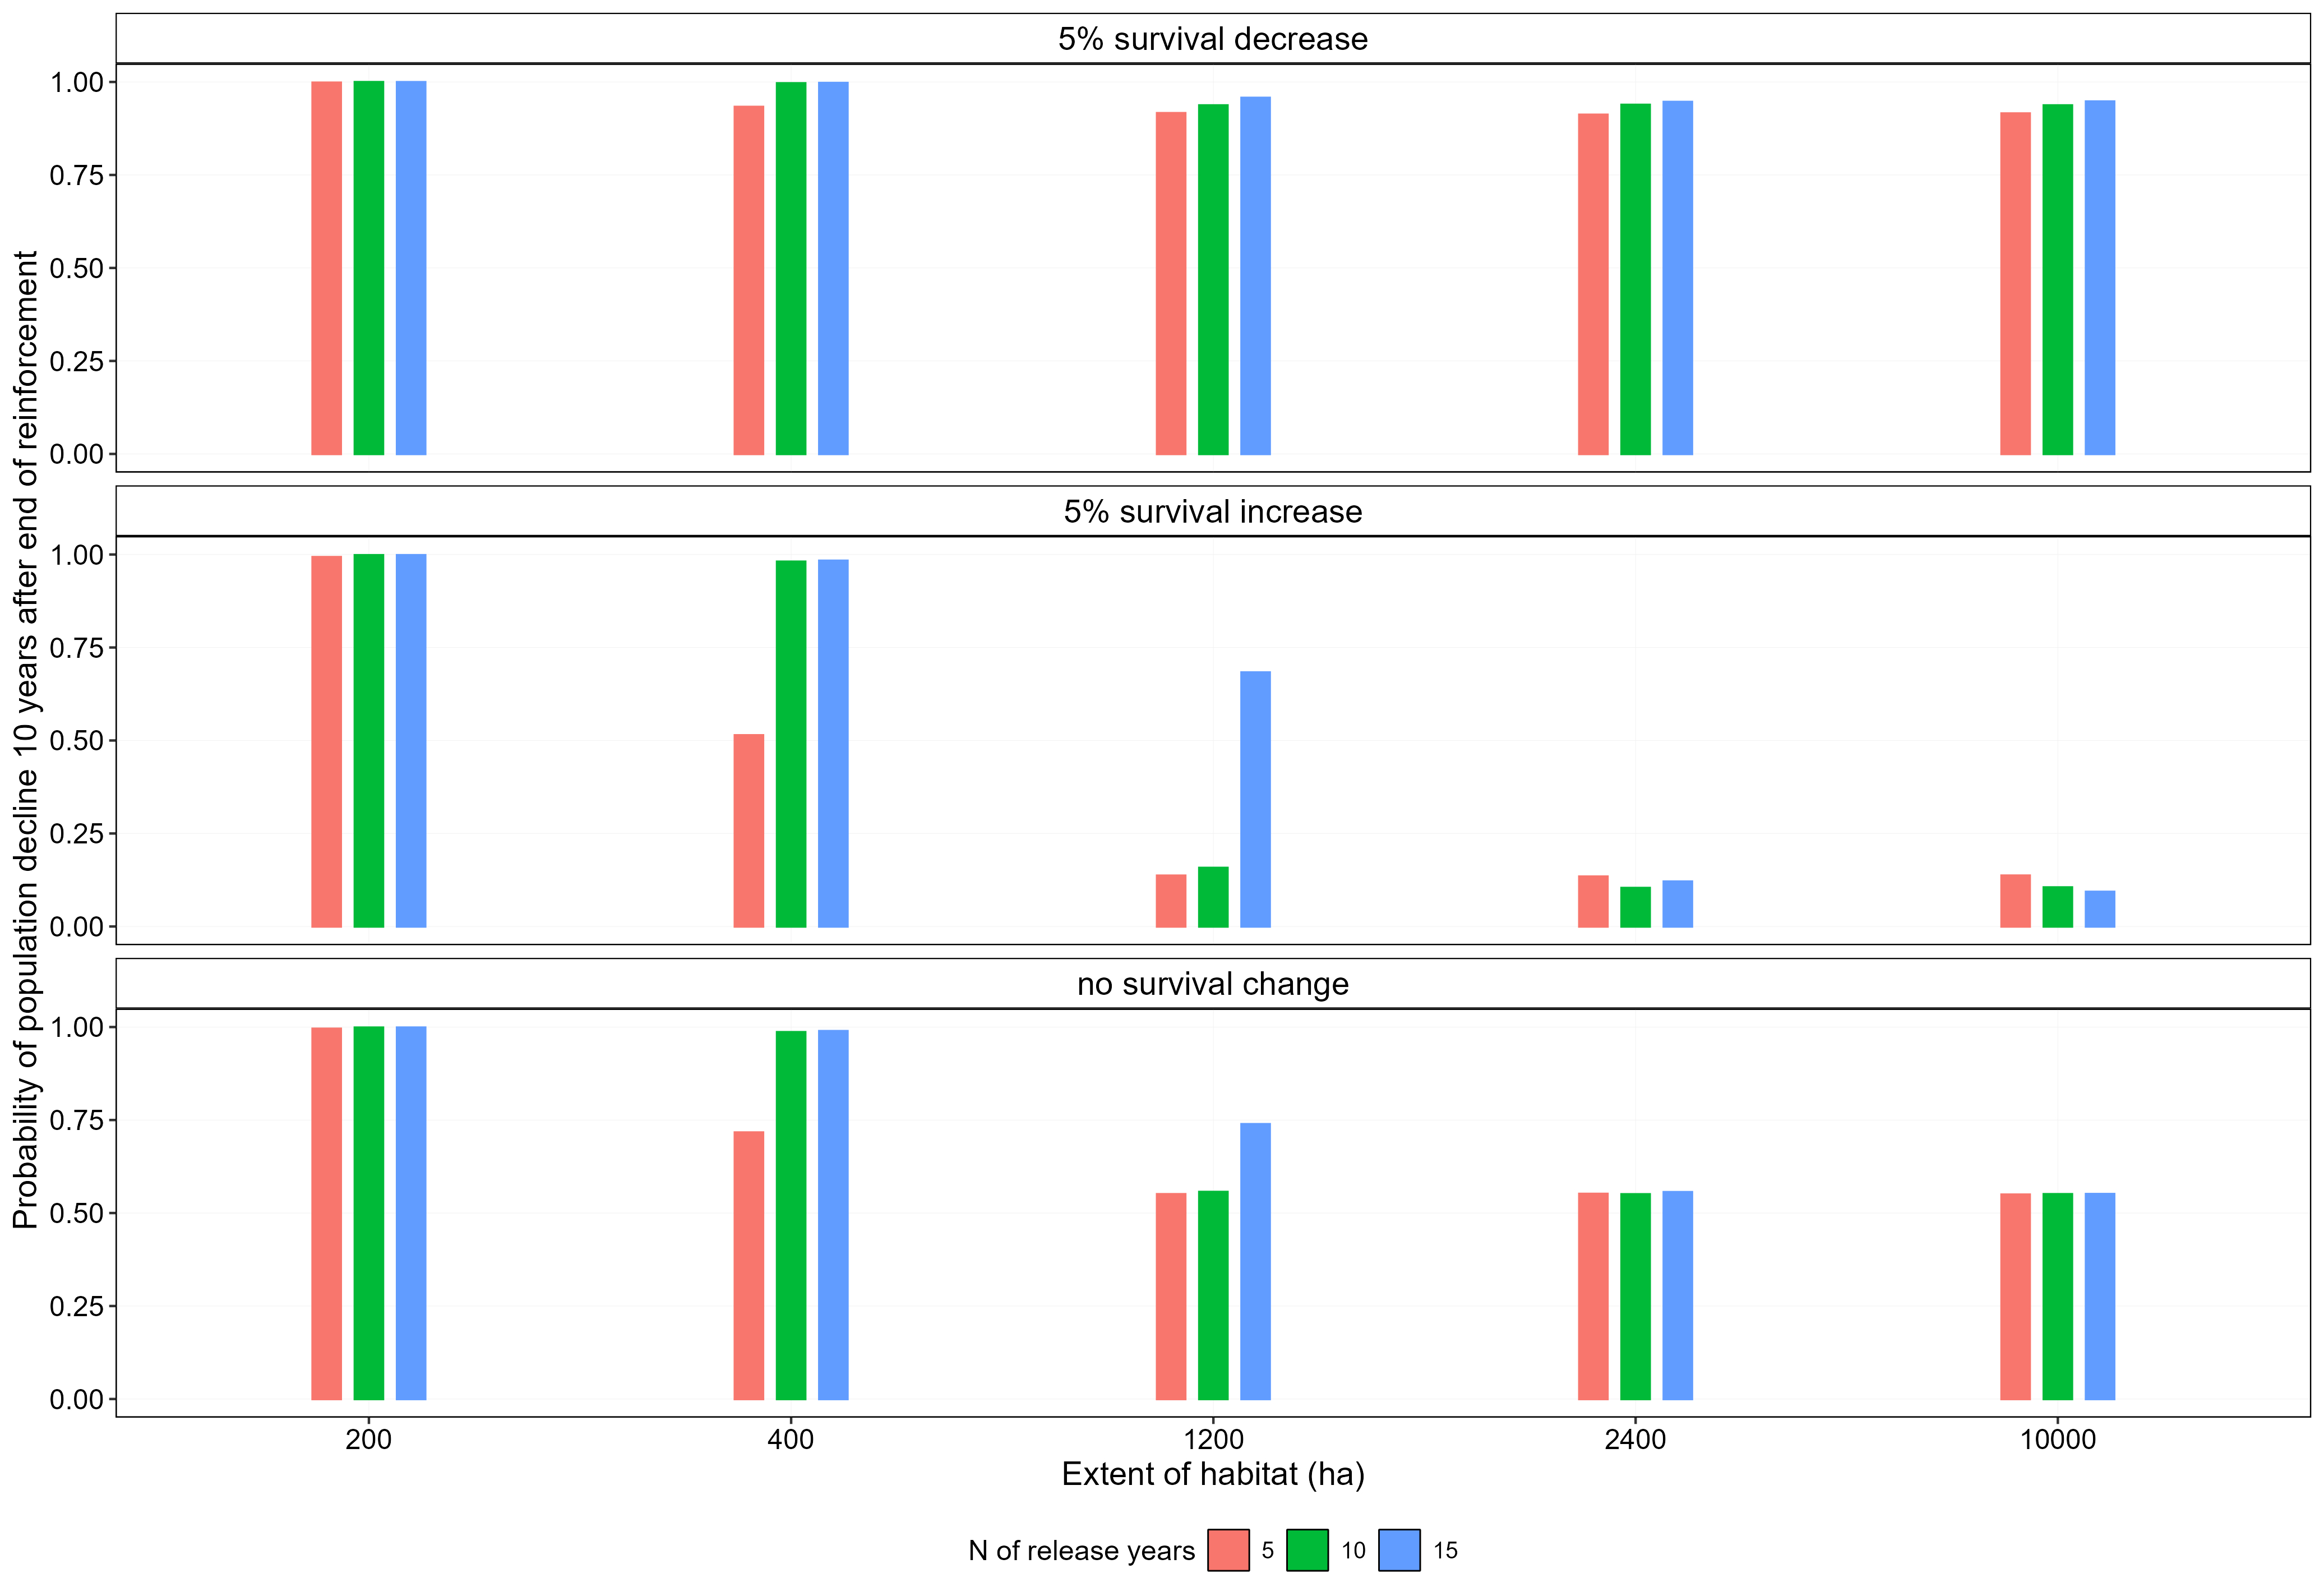 Probability of population decline 10 years after end of reinforcement
5% survival decrease
1.00
0.75
0.50
0.25
0.00
5% survival increase
1.00
0.75
0.50
0.25
0.00
no survival change
1.00
0.75
0.50
0.25
0.00
200 400 1200 2400 10000
Extent of habitat (ha)
N of release years 5 10 15